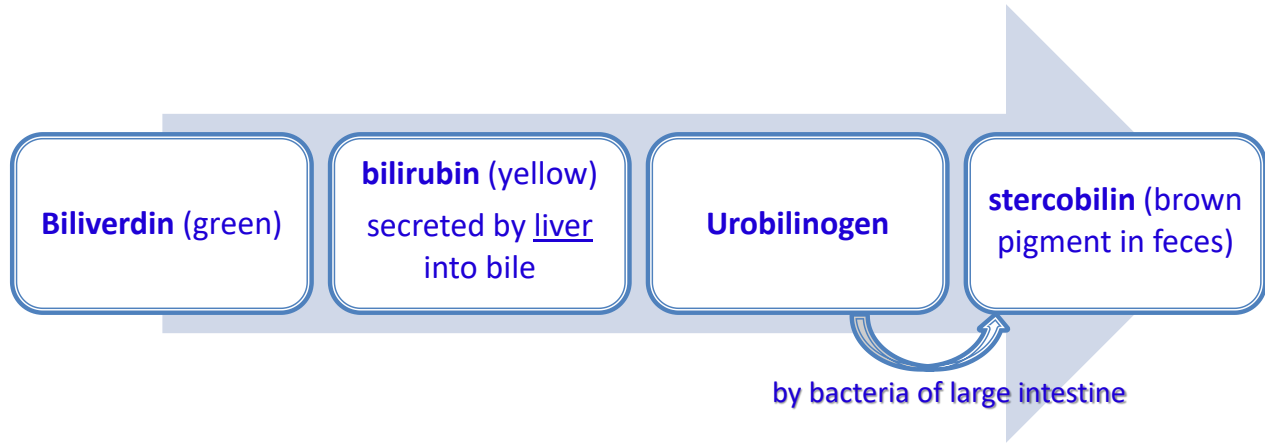 Biliverdin (green)
bilirubin (yellow)
secreted by liver
into bile
Urobilinogen
stercobilin (brown
pigment in feces)
by bacteria of large intestine